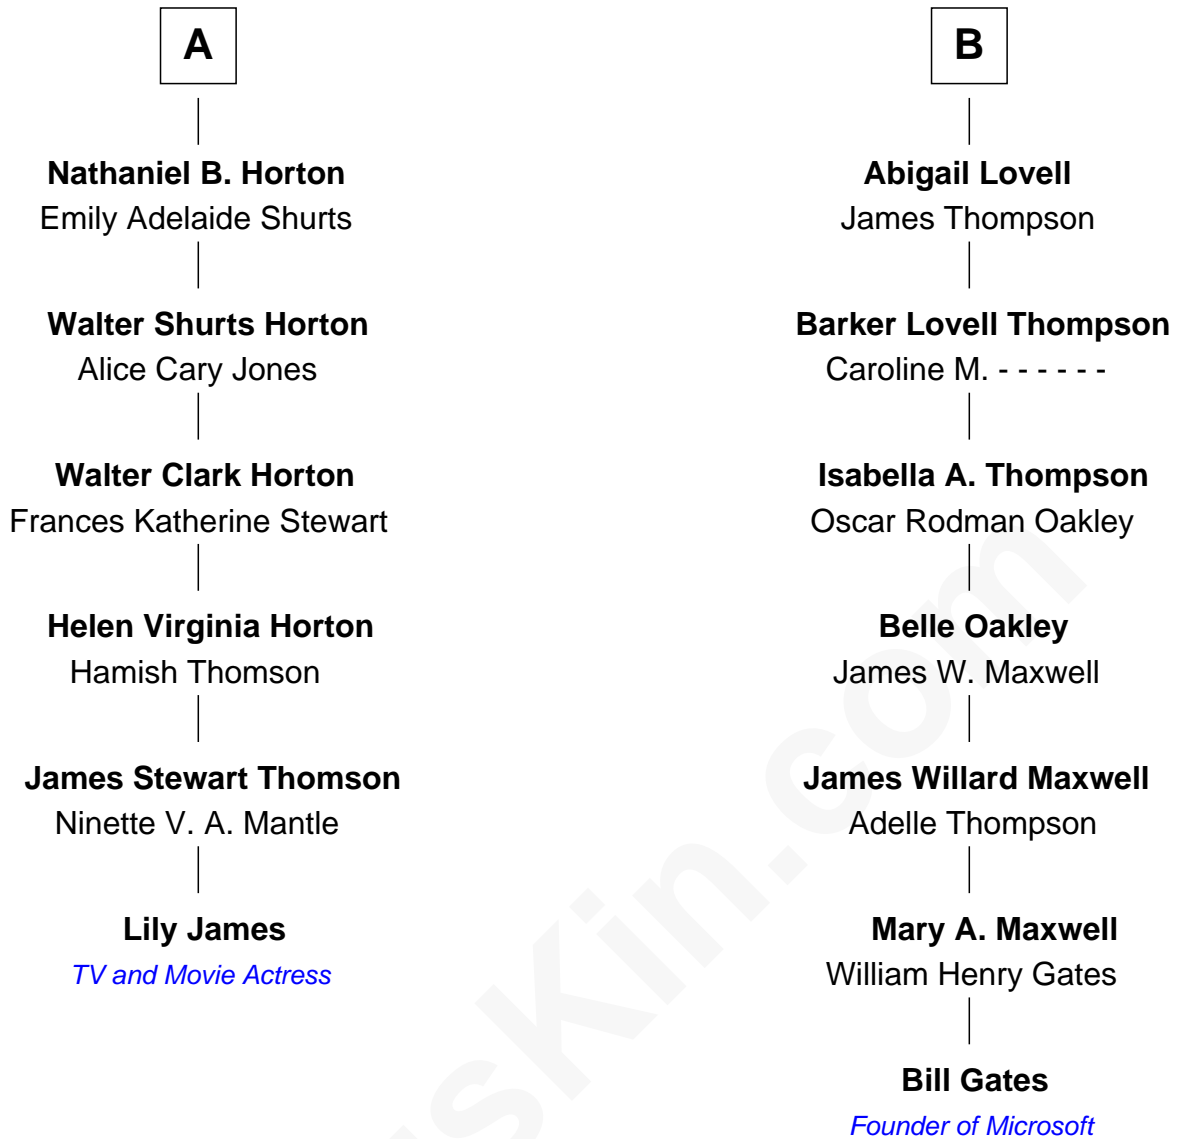 A
Nathaniel B. Horton
Emily Adelaide Shurts
Walter Shurts Horton
Alice Cary Jones
Walter Clark Horton
Frances Katherine Stewart
Helen Virginia Horton
Hamish Thomson
James Stewart Thomson
Ninette V. A. Mantle
Lily James
TV and Movie Actress
B
Abigail Lovell
James Thompson
Barker Lovell Thompson
Caroline M. - - - - - -
Isabella A. Thompson
Oscar Rodman Oakley
Belle Oakley
James W. Maxwell
James Willard Maxwell
Adelle Thompson
Mary A. Maxwell
William Henry Gates
Bill Gates
Founder of Microsoft
sKin.com